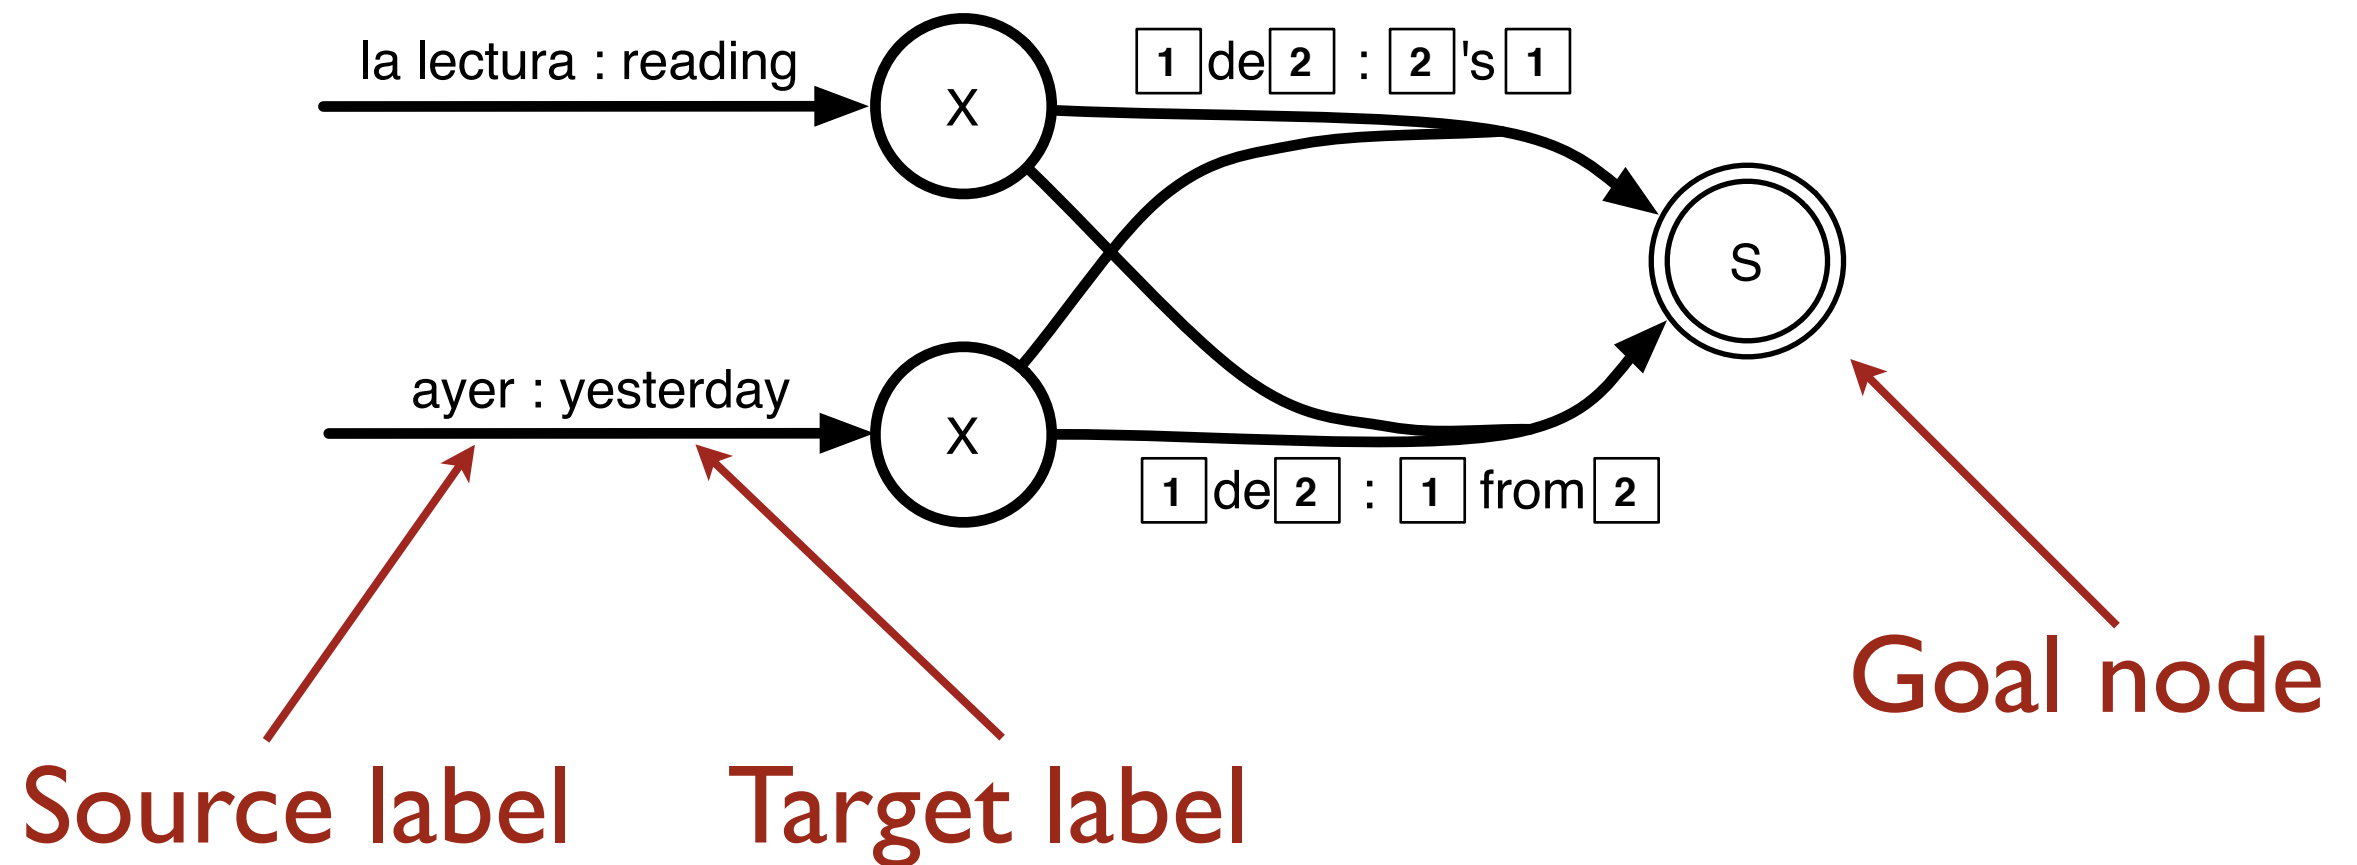 la lectura : reading
X
1 de 2 : 2 's 1
S
ayer : yesterday
X
1 de 2 : 1 from 2
Goal node
Source label
Target label